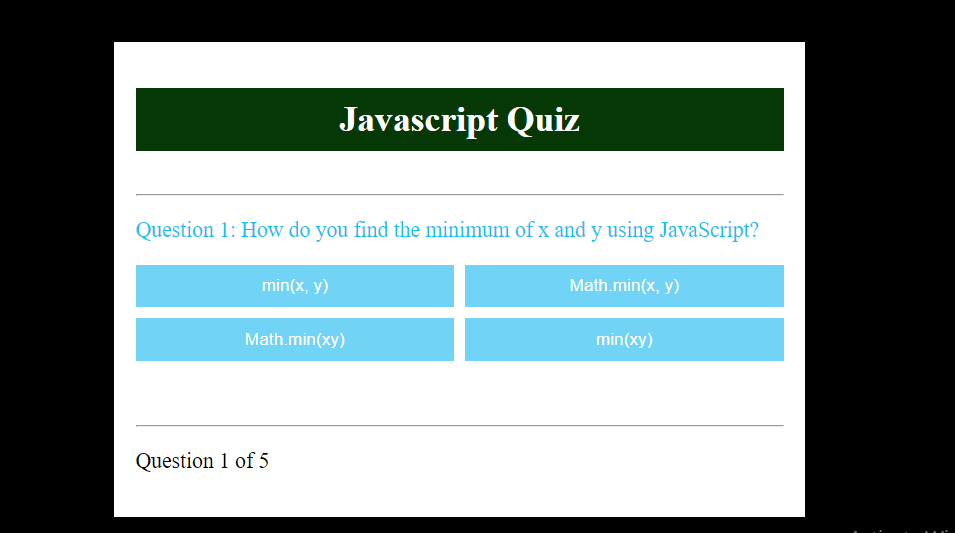 Javascript Quiz
Question 1: How do you find the minimum of x and y using JavaScript?
min(x, y)
Math.min(x, y)
Math.min(xy)
min(xy)
Question 1 of 5